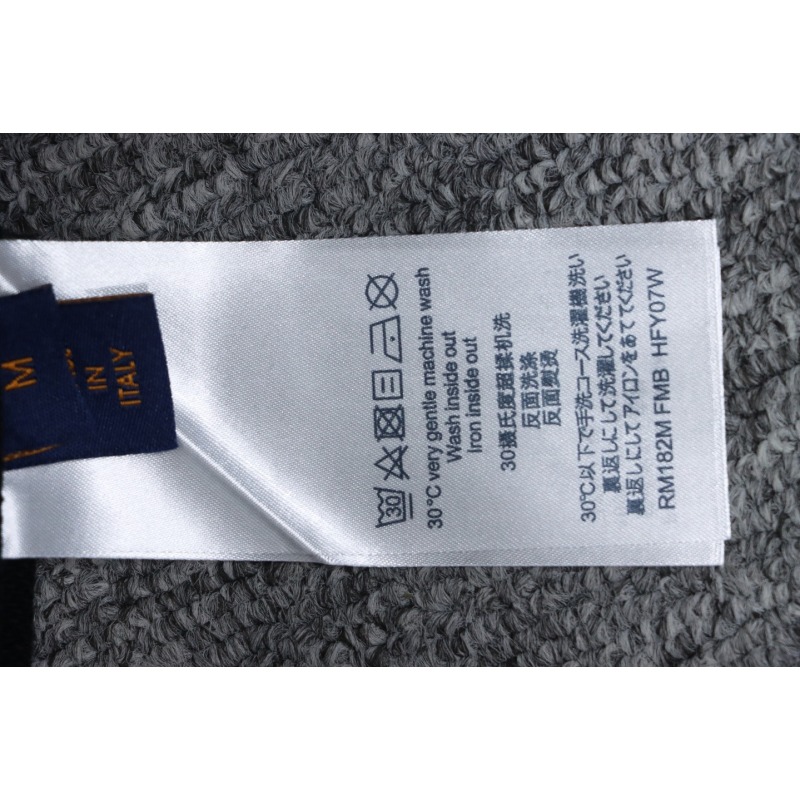 M
IN
ITALY
30
30 °C very gentle machine wash
Wash inside out
Iron inside out
30摄氏度超揉机洗
反面洗涤
反面熨烫
30℃以下で手洗コース洗濯機洗い
裏返しにして洗濯してください
裏返しにしてアイロンをあててください
RM182M FMB HFY07W